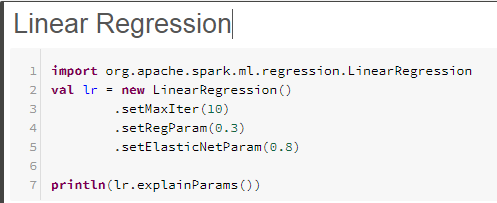 Linear Regression
1 import org.apache.spark.ml.regression.LinearRegression
2 val lr = new LinearRegression()
3 .setMaxIter(10)
4 .setRegParam(0.3)
5 .setElasticNetParam(0.8)
6
7 println(lr.explainParams())